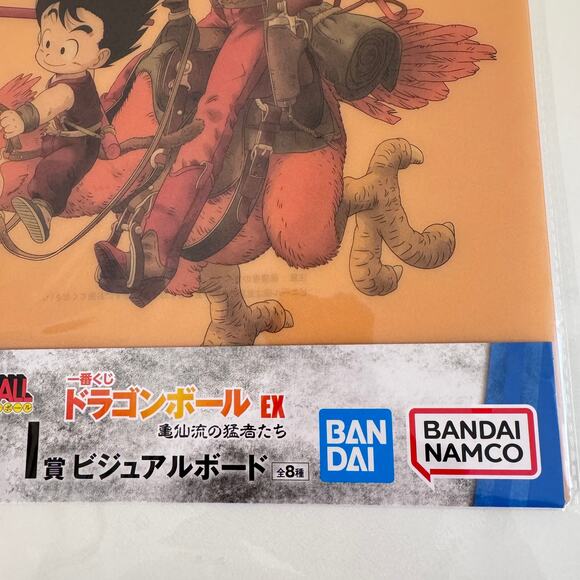 ALL
一番くじ
ドラゴンボール EX
亀仙流の猛者たち
I賞 ビジュアルボード 全8種
BAN
DAI
BANDAI
NAMCO